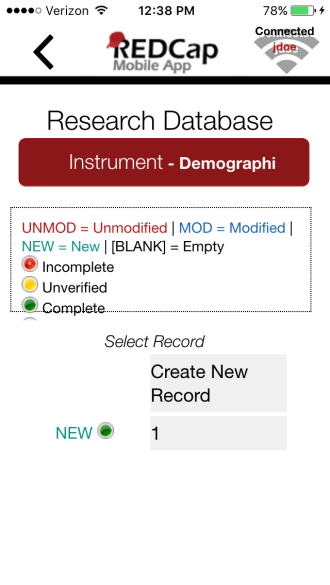 Verizon 12:38 PM 78%
Connected
jdoe
REDCap
Mobile App
Research Database
Instrument - Demographi
UNMOD = Unmodified | MOD = Modified |
NEW = New | [BLANK] = Empty
Incomplete
Unverified
Complete
Select Record
Create New
Record
NEW 1